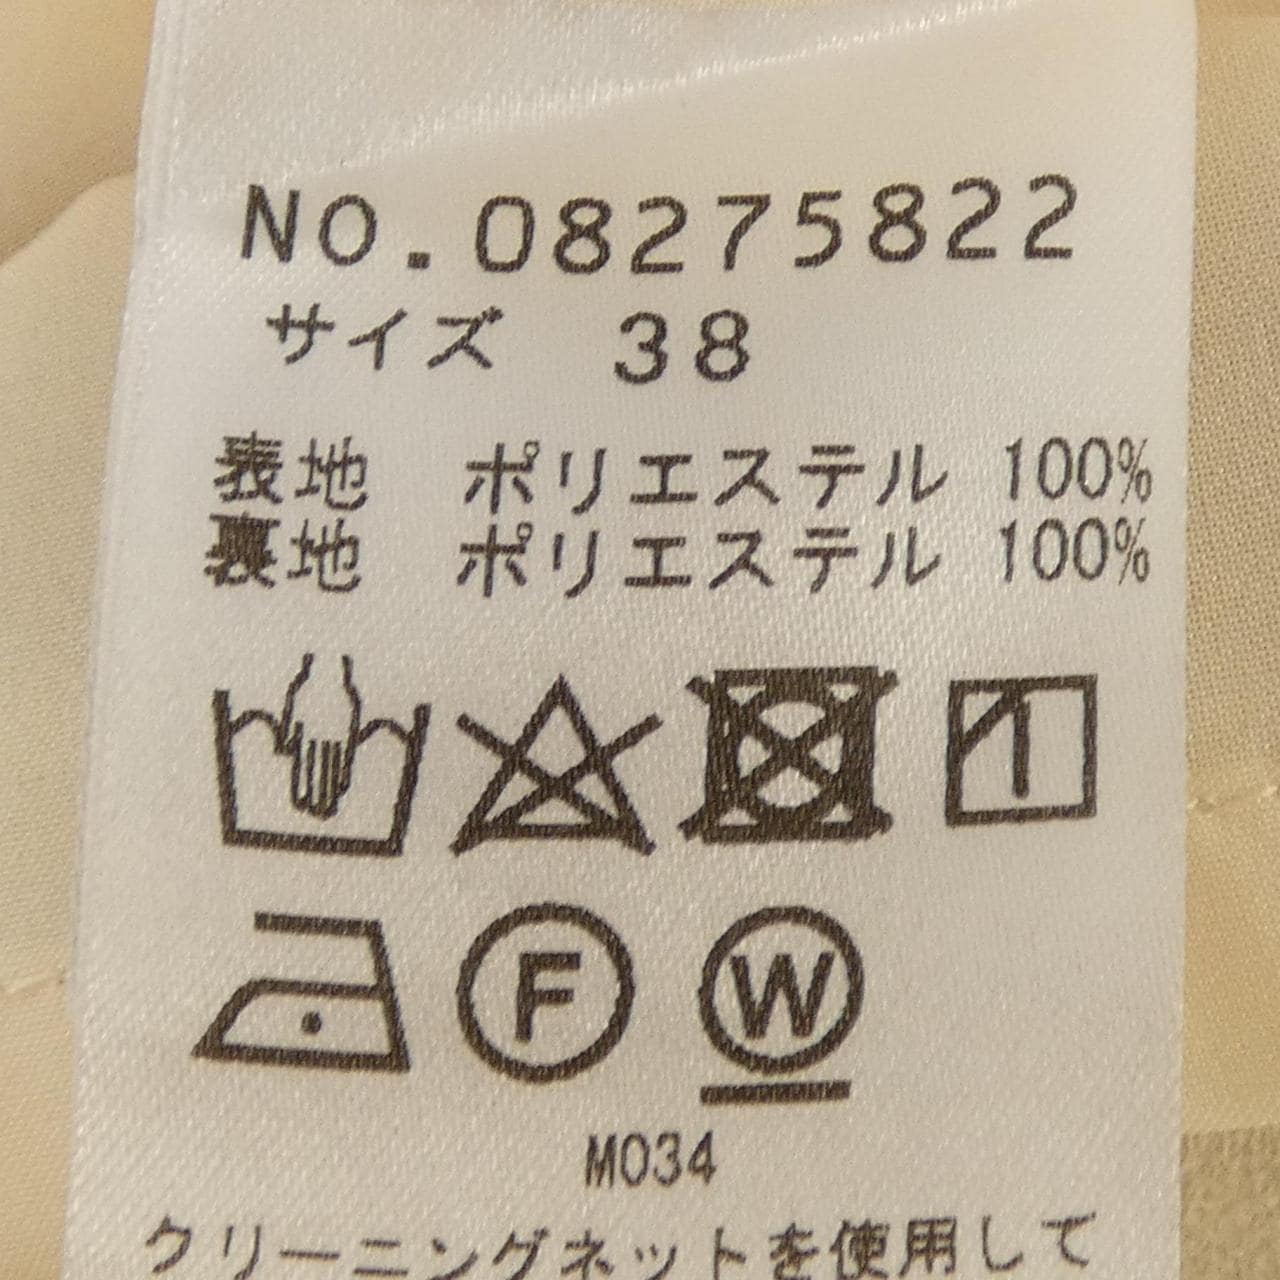 NO.08275822
サイズ 38
表地 ポリエステル 100%
裏地 ポリエステル 100%
F W
M034
クリーニングネットを使用して